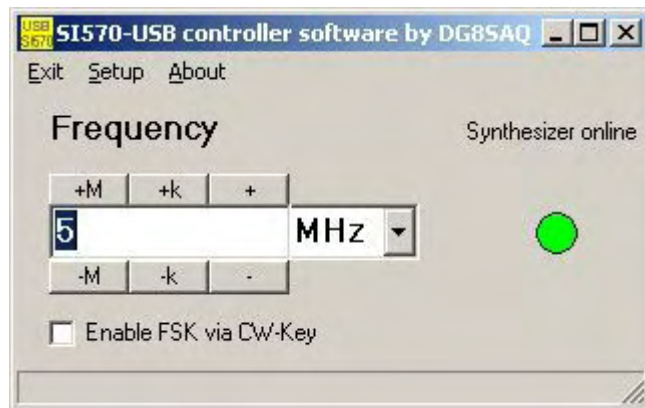 USB
SI570
SI570-USB controller software by DG8SAQ
Exit Setup About
Frequency
Synthesizer online
+M +k +
5 MHz
-M -k -
Enable FSK via CW-Key